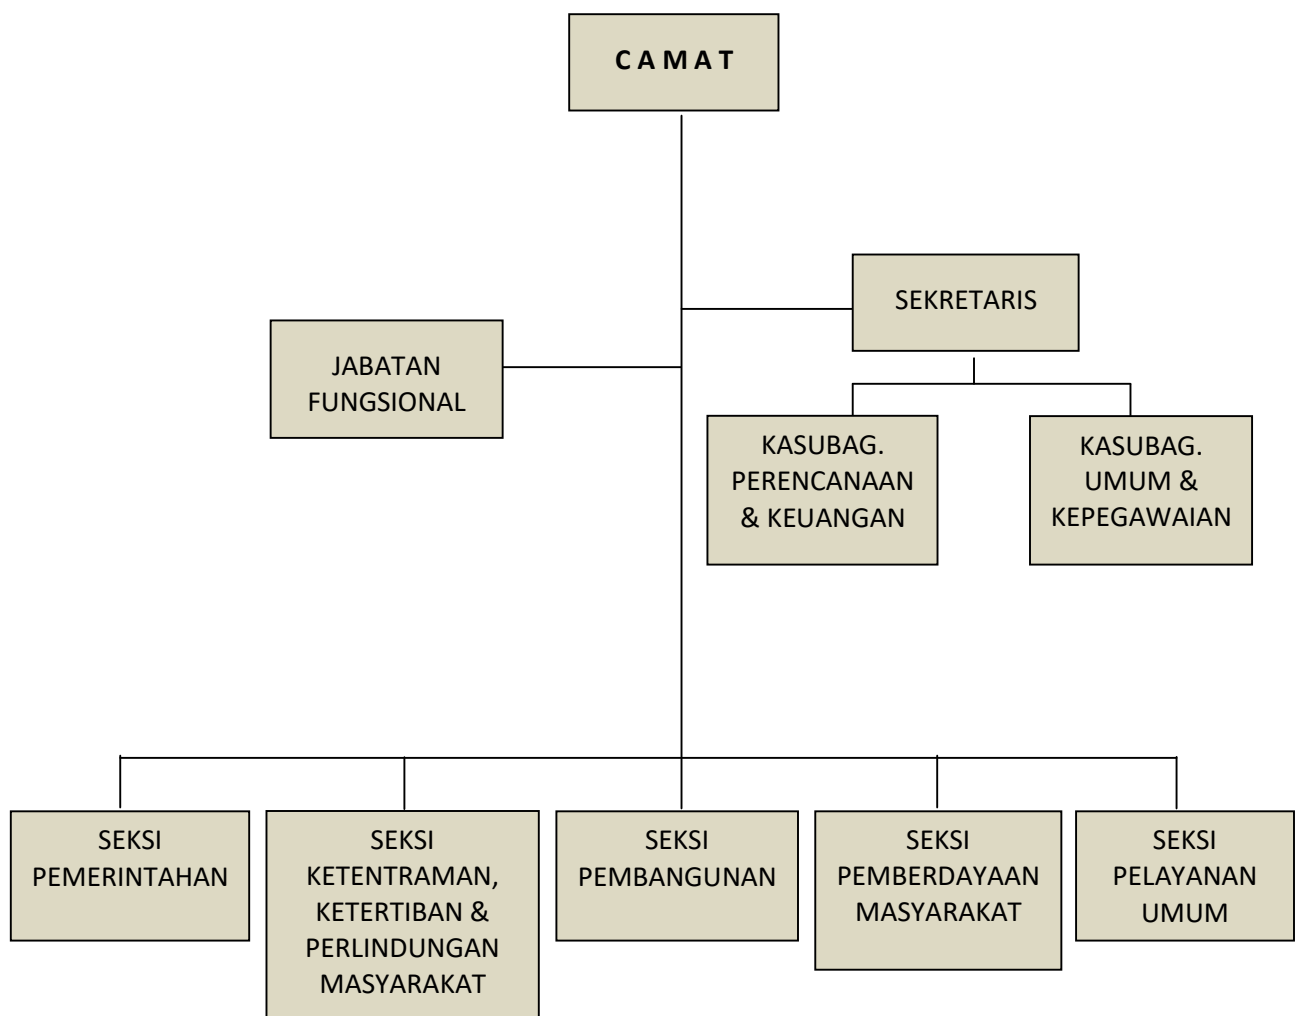 C A M A T
SEKRETARIS
JABATAN
FUNGSIONAL
KASUBAG.
PERENCANAAN
& KEUANGAN
KASUBAG.
UMUM &
KEPEGAWAIAN
SEKSI
PEMERINTAHAN
SEKSI
KETENTRAMAN,
KETERTIBAN &
PERLINDUNGAN
MASYARAKAT
SEKSI
PEMBANGUNAN
SEKSI
PEMBERDAYAAN
MASYARAKAT
SEKSI
PELAYANAN
UMUM